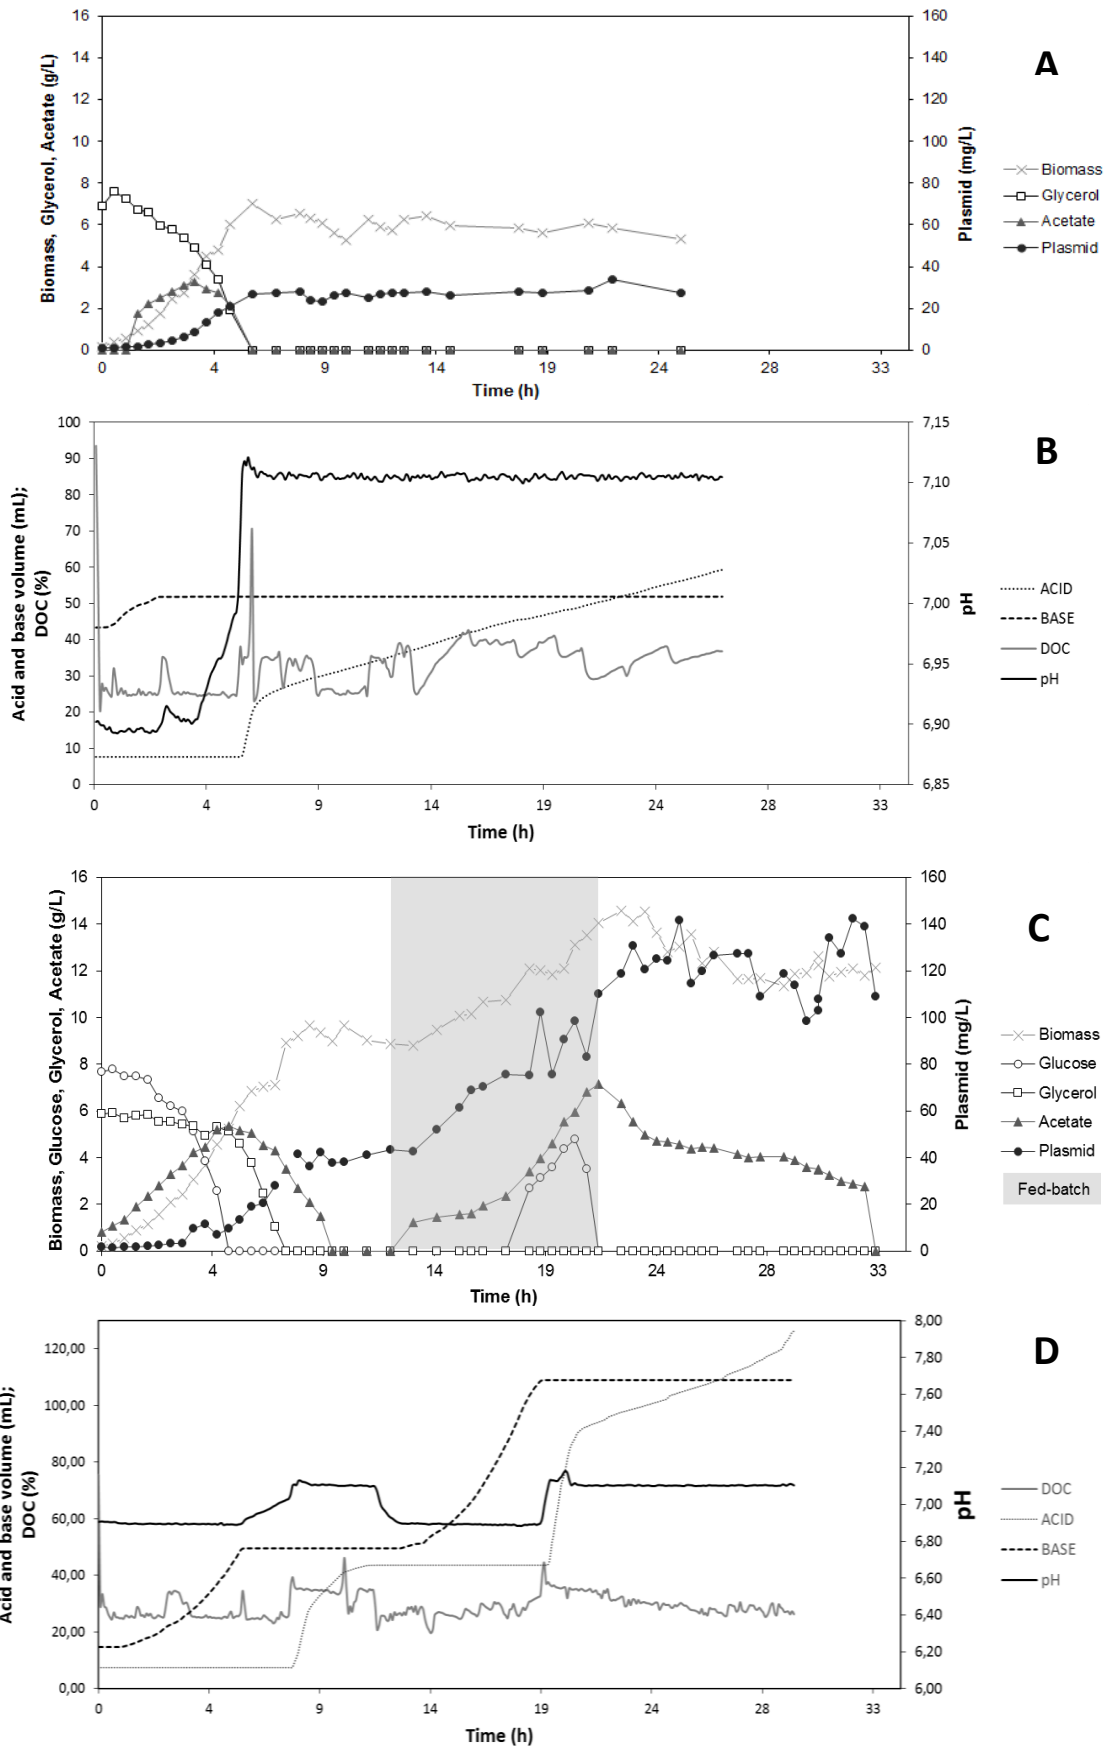 A
Biomass, Glycerol, Acetate (g/L)
16
14
12
10
8
6
4
2
0
160
140
120
100
80
60
40
20
0
Plasmid (mg/L)
0 4 9 14 19 24 29 33
Time (h)
Biomass
Glycerol
Acetate
Plasmid
B
Acid and base volume (mL);
DOC (%)
100
90
80
70
60
50
40
30
20
10
0
7,15
7,10
7,05
7,00
6,95
6,90
6,85
pH
0 4 9 14 19 24 28 33
Time (h)
ACID
BASE
DOC
pH
C
Biomass, Glucose, Glycerol, Acetate (g/L)
16
14
12
10
8
6
4
2
0
160
140
120
100
80
60
40
20
0
Plasmid (mg/L)
0 4 9 14 19 24 28 33
Time (h)
Biomass
Glucose
Glycerol
Acetate
Plasmid
Fed-batch
D
Acid and base volume (mL);
DOC (%)
120,00
100,00
80,00
60,00
40,00
20,00
0,00
8,00
7,80
7,60
7,40
7,20
7,00
6,80
6,60
6,40
6,20
6,00
pH
0 4 9 14 19 24 28 33
Time (h)
DOC
ACID
BASE
pH